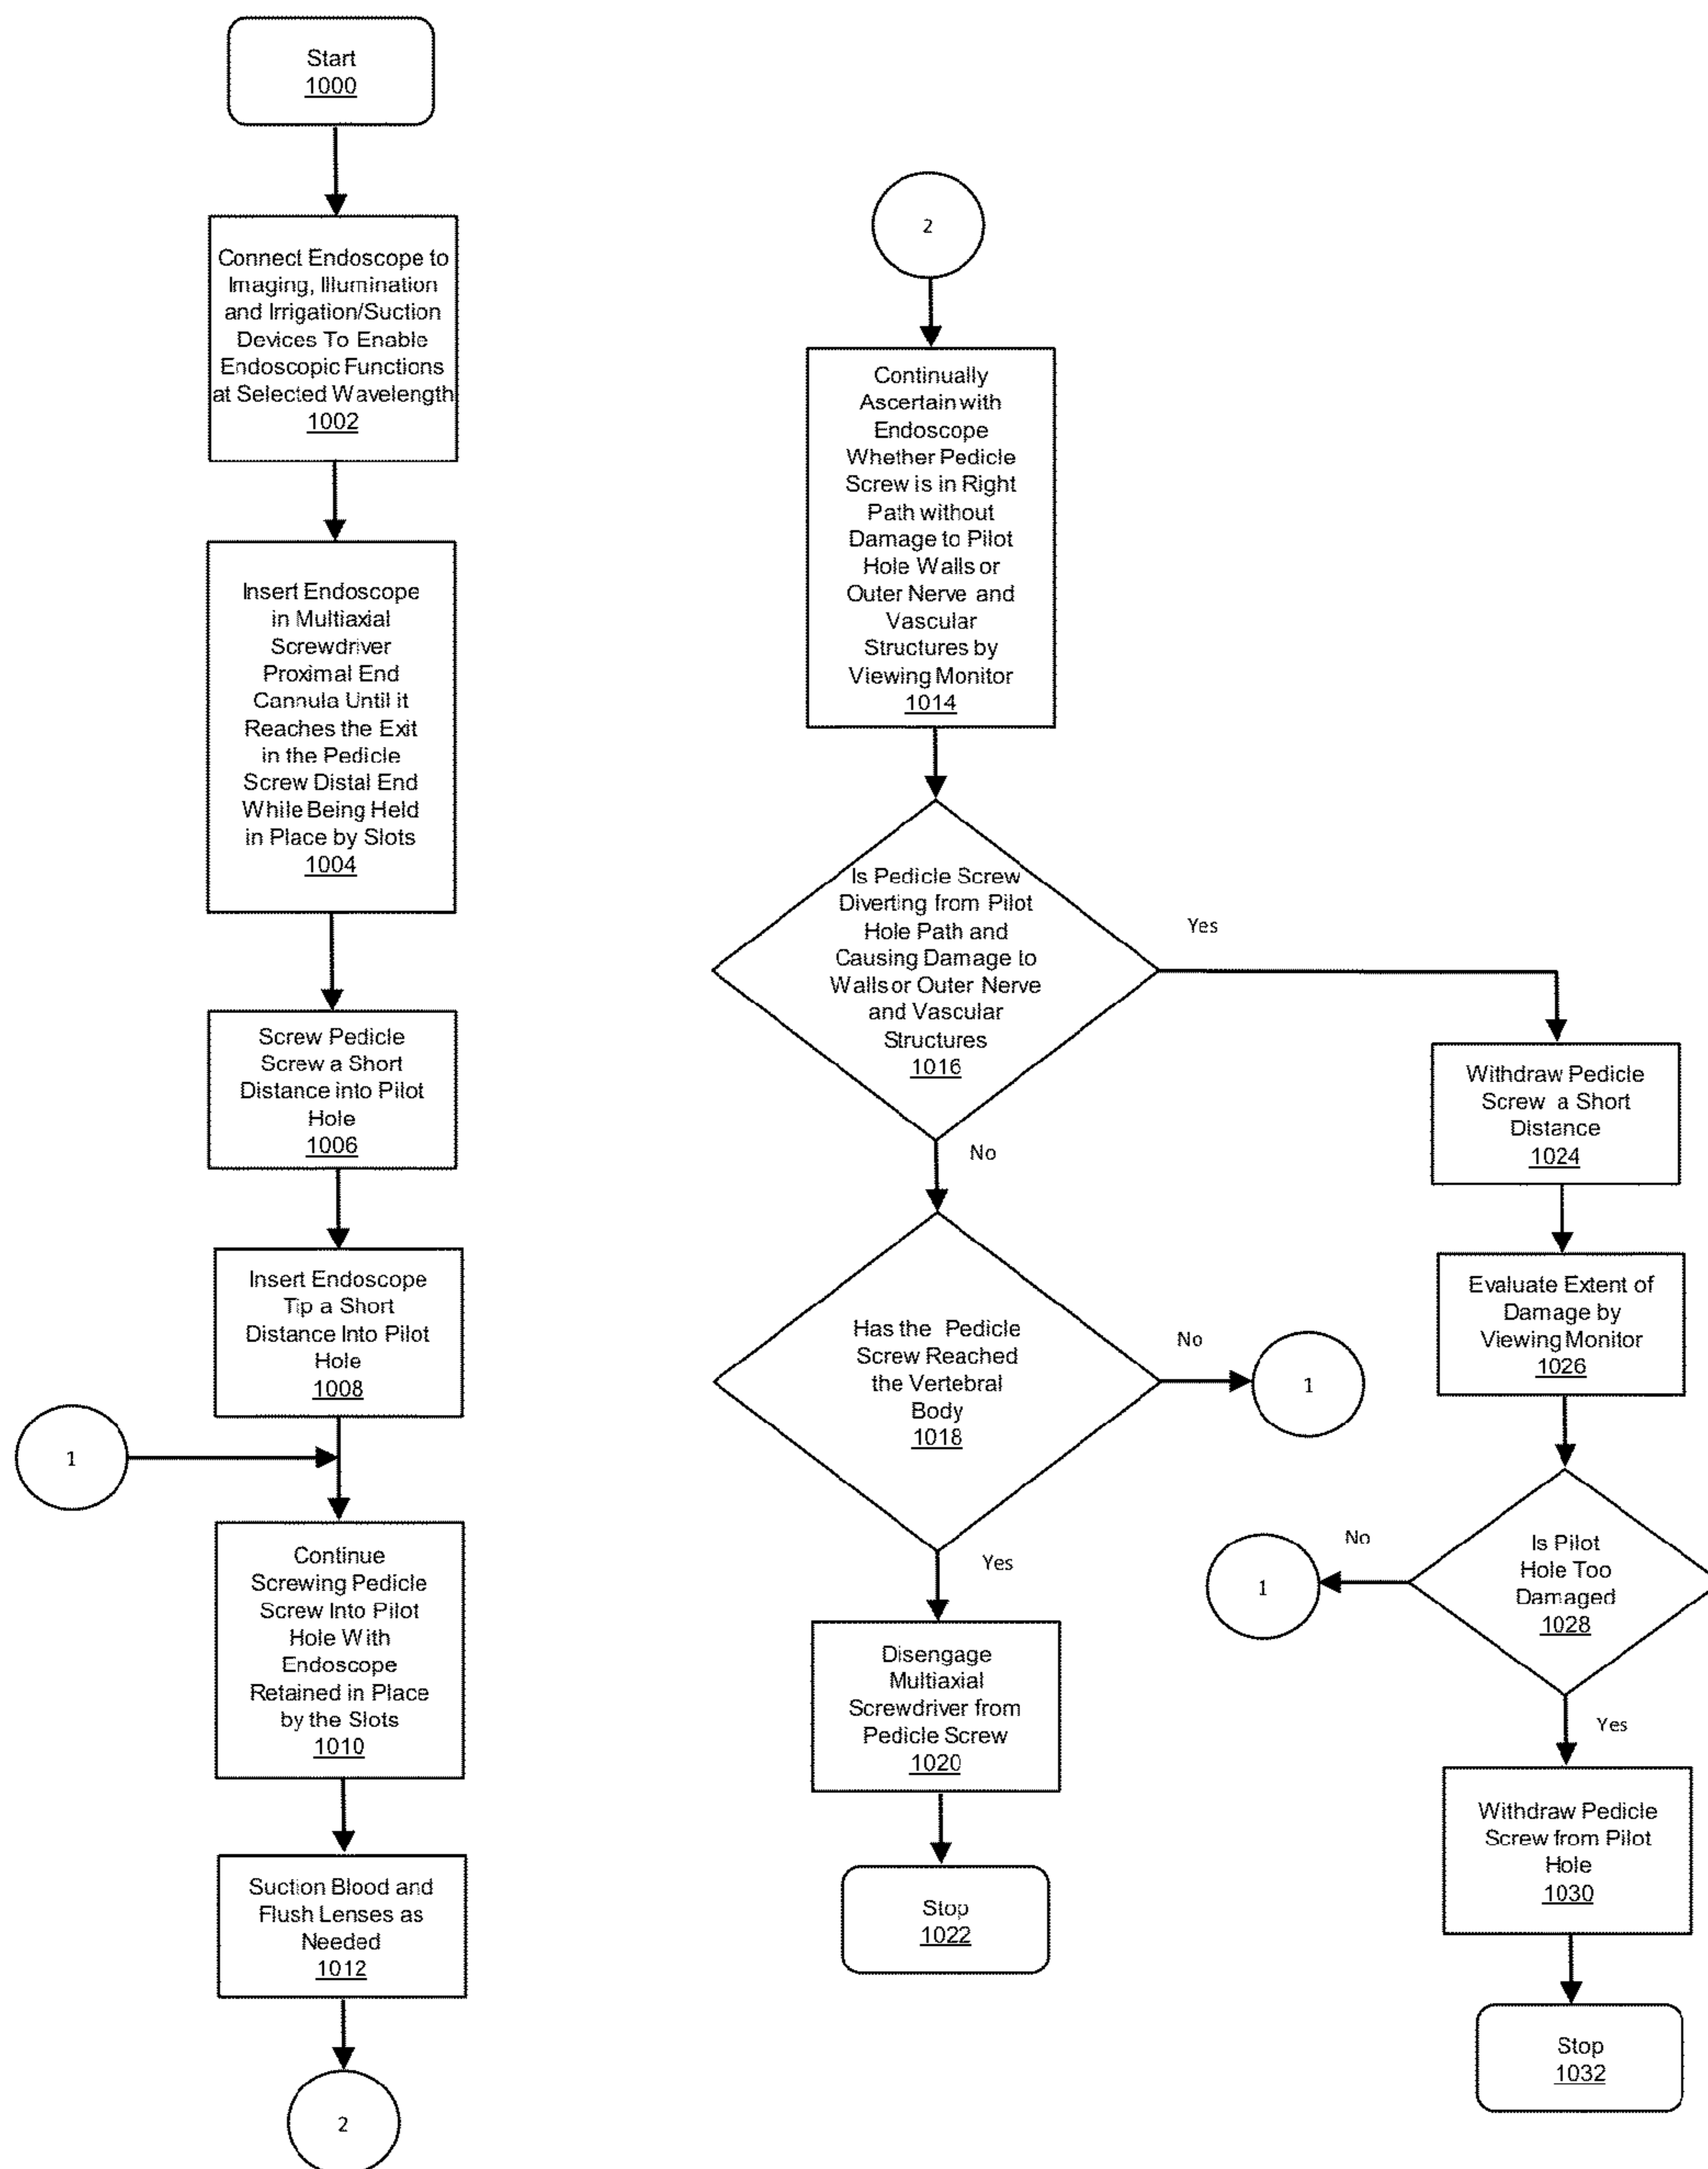 Start
1000
Connect Endoscope to
Imaging, Illumination
and Irrigation/Suction
Devices To Enable
Endoscopic Functions
at Selected Wavelength
1002
Insert Endoscope
in Multiaxial
Screwdriver
Proximal End
Cannula Until it
Reaches the Exit
in the Pedicle
Screw Distal End
While Being Held
in Place by Slots
1004
Screw Pedicle
Screw a Short
Distance into Pilot
Hole
1006
Insert Endoscope
Tip a Short
Distance Into Pilot
Hole
1008
1
Continue
Screwing Pedicle
Screw Into Pilot
Hole With
Endoscope
Retained in Place
by the Slots
1010
Suction Blood and
Flush Lenses as
Needed
1012
2
2
Continually
Ascertain with
Endoscope
Whether Pedicle
Screw is in Right
Path without
Damage to Pilot
Hole Walls or
Outer Nerve and
Vascular
Structures by
Viewing Monitor
1014
Is Pedicle Screw
Diverting from Pilot
Hole Path and
Causing Damage to
Walls or Outer Nerve
and Vascular
Structures
1016
Yes
No
Has the Pedicle
Screw Reached
the Vertebral
Body
1018
No
1
Yes
Disengage
Multiaxial
Screwdriver from
Pedicle Screw
1020
Stop
1022
Withdraw Pedicle
Screw a Short
Distance
1024
Evaluate Extent of
Damage by
Viewing Monitor
1026
Is Pilot
Hole Too
Damaged
1028
No
1
Yes
Withdraw Pedicle
Screw from Pilot
Hole
1030
Stop
1032